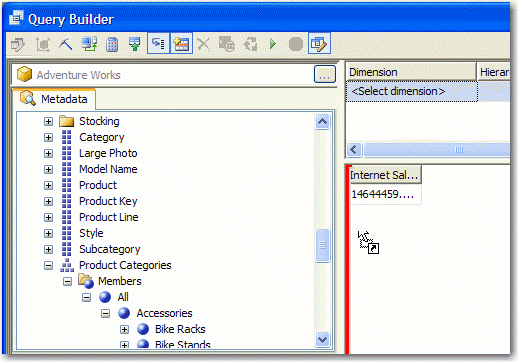 Query Builder
Adventure Works
...
Dimension
Hierar
<Select dimension>
Metadata
Stocking
Category
Large Photo
Model Name
Product
Product Key
Product Line
Style
Subcategory
Product Categories
Members
All
Accessories
Bike Racks
Bike Stands
Internet Sal...
14644459....